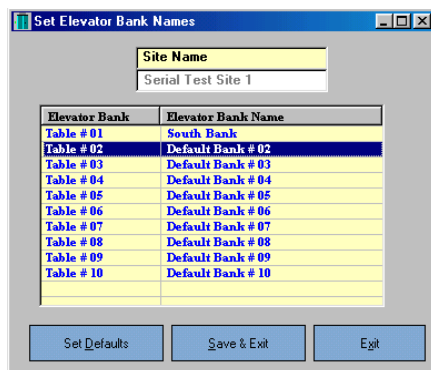 Set Elevator Bank Names
Site Name
Serial Test Site 1
Elevator Bank Elevator Bank Name
Table # 01 South Bank
Table # 02 Default Bank # 02
Table # 03 Default Bank # 03
Table # 04 Default Bank # 04
Table # 05 Default Bank # 05
Table # 06 Default Bank # 06
Table # 07 Default Bank # 07
Table # 08 Default Bank # 08
Table # 09 Default Bank # 09
Table # 10 Default Bank # 10
Set Defaults Save & Exit Exit